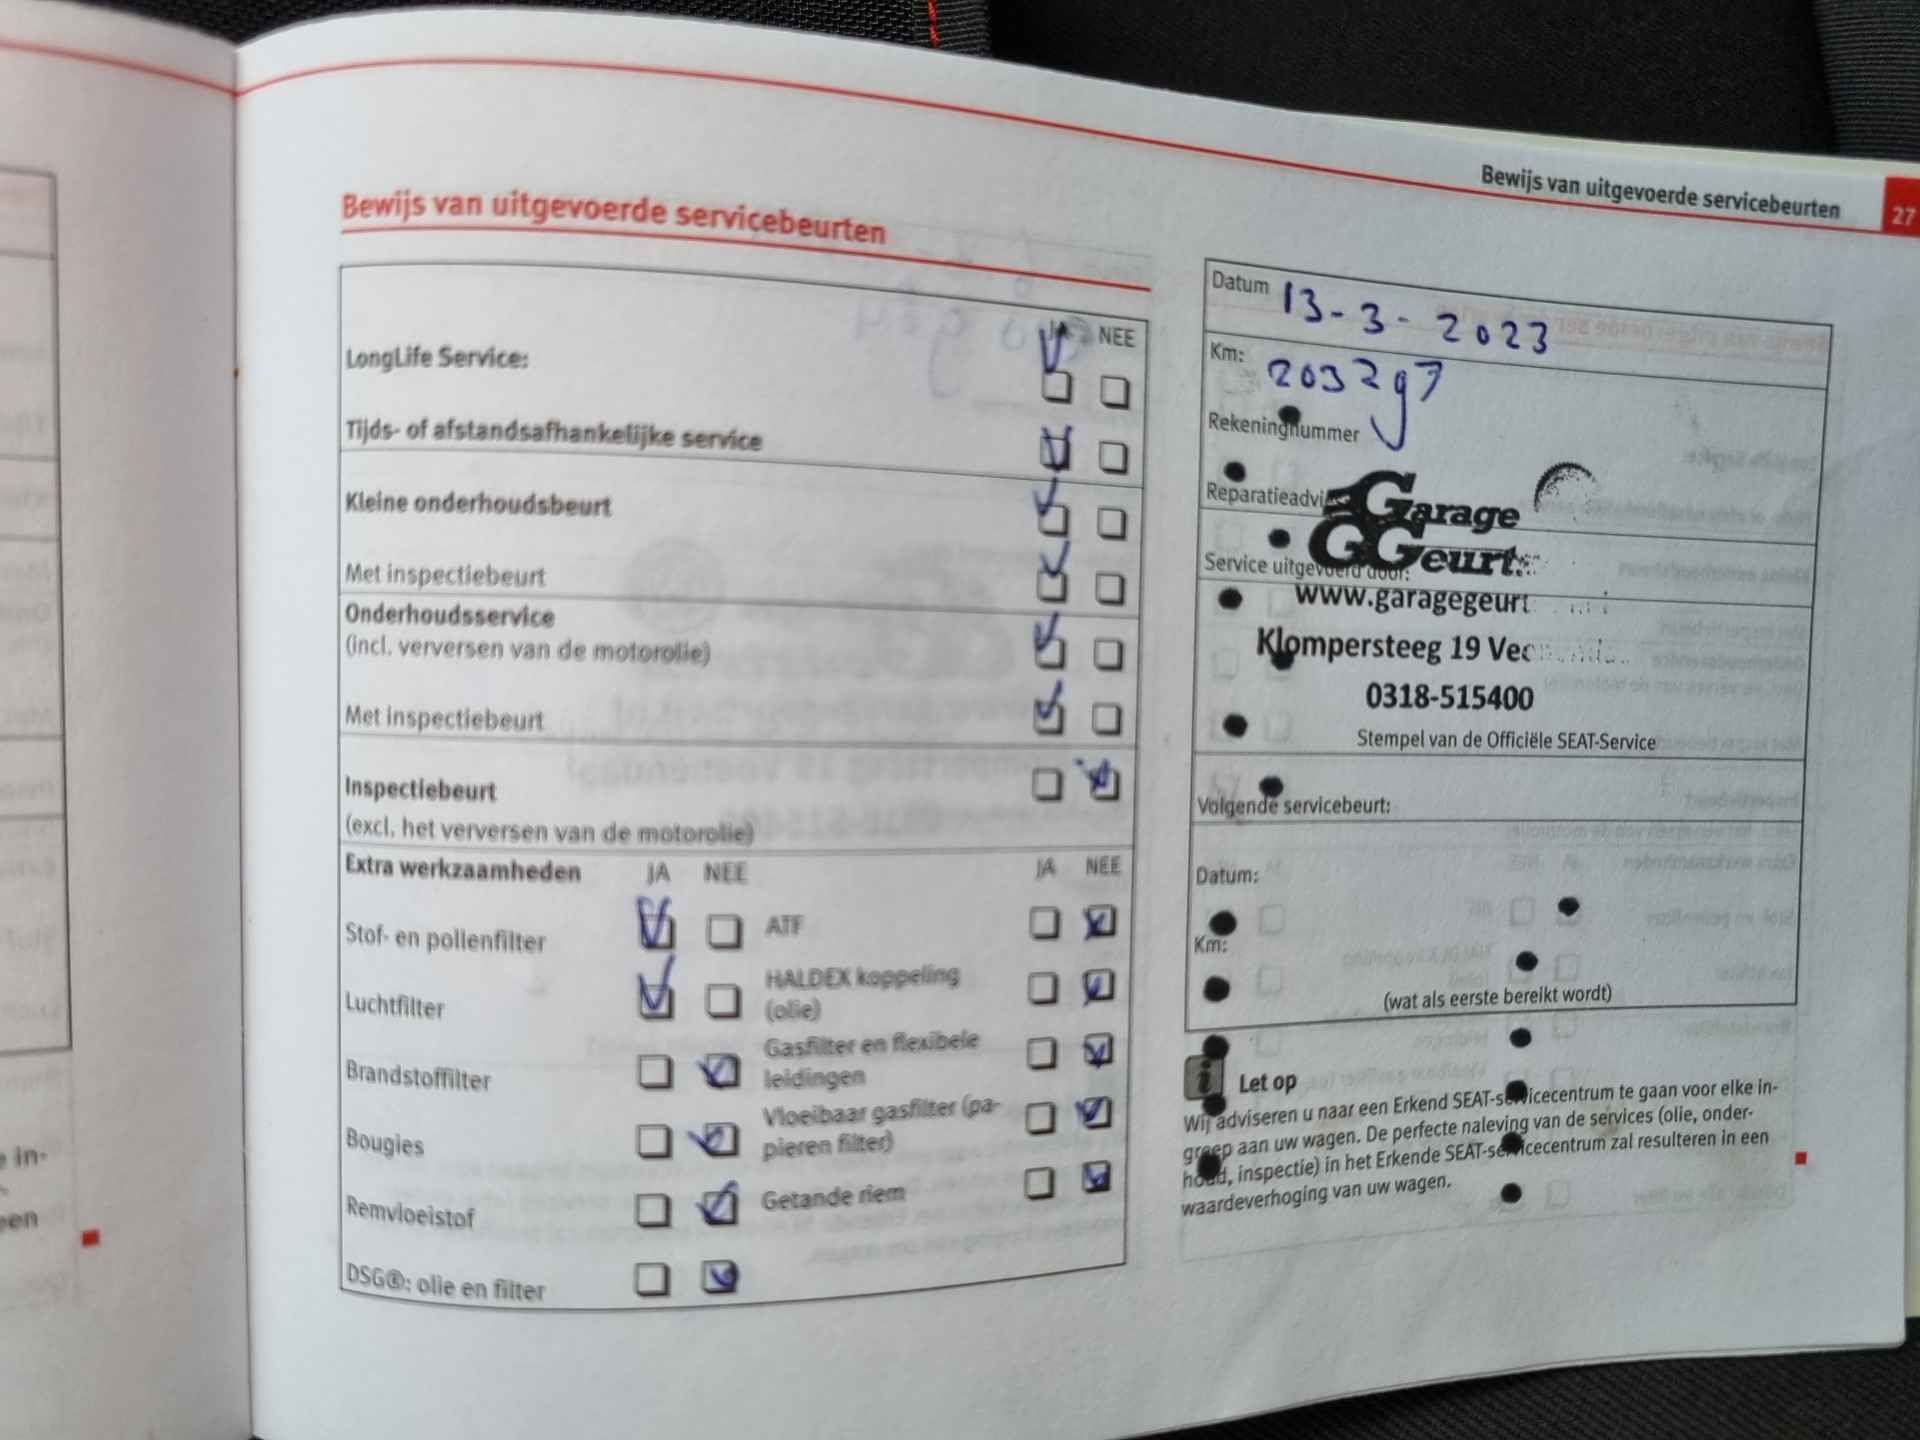 Bewijs van uitgevoerde servicebeurten
27
Bewijs van uitgevoerde servicebeurten
JA NEE
LongLife Service:
Tijds- of afstandsafhankelijke service
Kleine onderhoudsbeurt
Met inspectiebeurt
Onderhoudsservice
(incl. verversen van de motorolie)
Met inspectiebeurt
Inspectiebeurt
(excl. het verversen van de motorolie)
Extra werkzaamheden JA NEE JA NEE
Stof- en pollenfilter
Luchtfilter
Brandstoffilter
Bougies
Remvloeistof
DSG®: olie en filter
ATF
HALDEX koppeling
(olie)
Gasfilter en flexibele
leidingen
Vloeibaar gasfilter (pa-
pieren filter)
Getande riem
Datum 13-3-2023
Km: 203297
Rekeningnummer
Garage
Geurts
Service uitgevoerd door:
Klompersteeg 19
0318-515400
Stempel van de Officiële SEAT-Service
Volgende servicebeurt:
Datum:
Km:
(wat als eerste bereikt wordt)
i Let op
Wij adviseren u naar een Erkend SEAT-servicecentrum te gaan voor elke in-
greep aan uw wagen. De perfecte naleving van de services (olie, onder-
houd, inspectie) in het Erkende SEAT-servicecentrum zal resulteren in een
waardeverhoging van uw wagen.